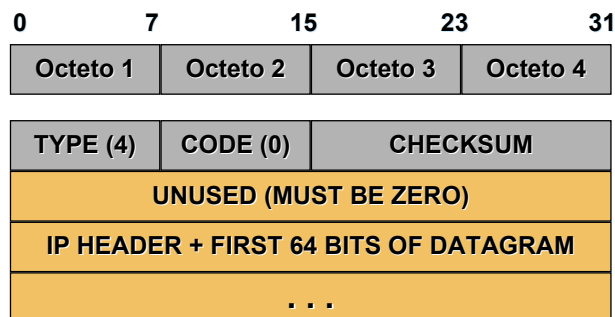 0 7 15 23 31
Octeto 1 Octeto 2 Octeto 3 Octeto 4
TYPE (4) CODE (0) CHECKSUM
UNUSED (MUST BE ZERO)
IP HEADER + FIRST 64 BITS OF DATAGRAM
. . .